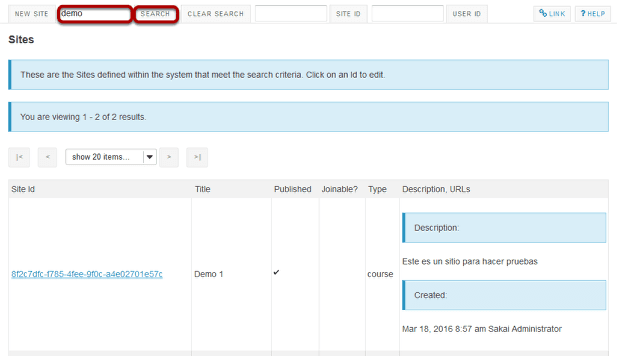 NEW SITE demo SEARCH CLEAR SEARCH SITE ID USER ID LINK ? HELP
Sites
These are the Sites defined within the system that meet the search criteria. Click on an Id to edit.
You are viewing 1 - 2 of 2 results.
|< < show 20 items... > >|
Site Id Title Published Joinable? Type Description, URLs
Description:
Este es un sitio para hacer pruebas
8f2c7dfc-f785-4fee-9f0c-a4e02701e57c Demo 1 ✔ course
Created:
Mar 18, 2016 8:57 am Sakai Administrator